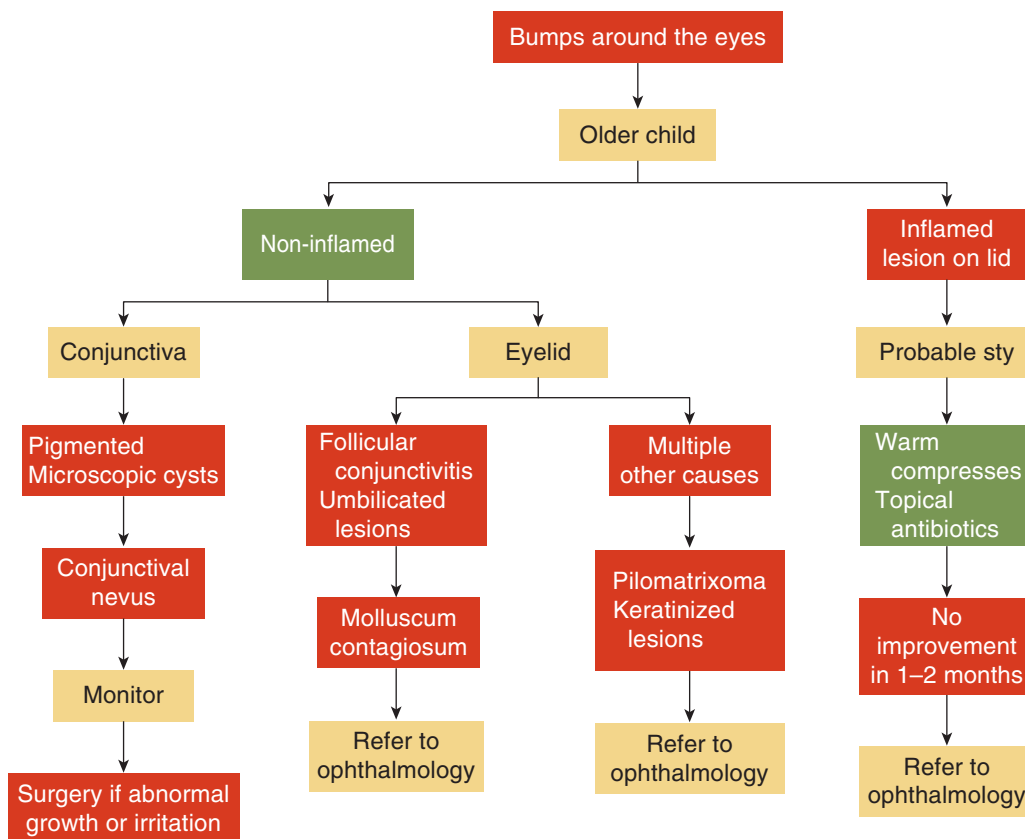 Bumps around the eyes
Older child
Non-inflamed
Inflamed
lesion on lid
Conjunctiva
Eyelid
Probable sty
Pigmented
Microscopic cysts
Follicular
conjunctivitis
Umbilicated
lesions
Multiple
other causes
Warm
compresses
Topical
antibiotics
Conjunctival
nevus
Molluscum
contagiosum
Pilomatrixoma
Keratinized
lesions
No
improvement
in 1–2 months
Monitor
Refer to
ophthalmology
Refer to
ophthalmology
Refer to
ophthalmology
Surgery if abnormal
growth or irritation